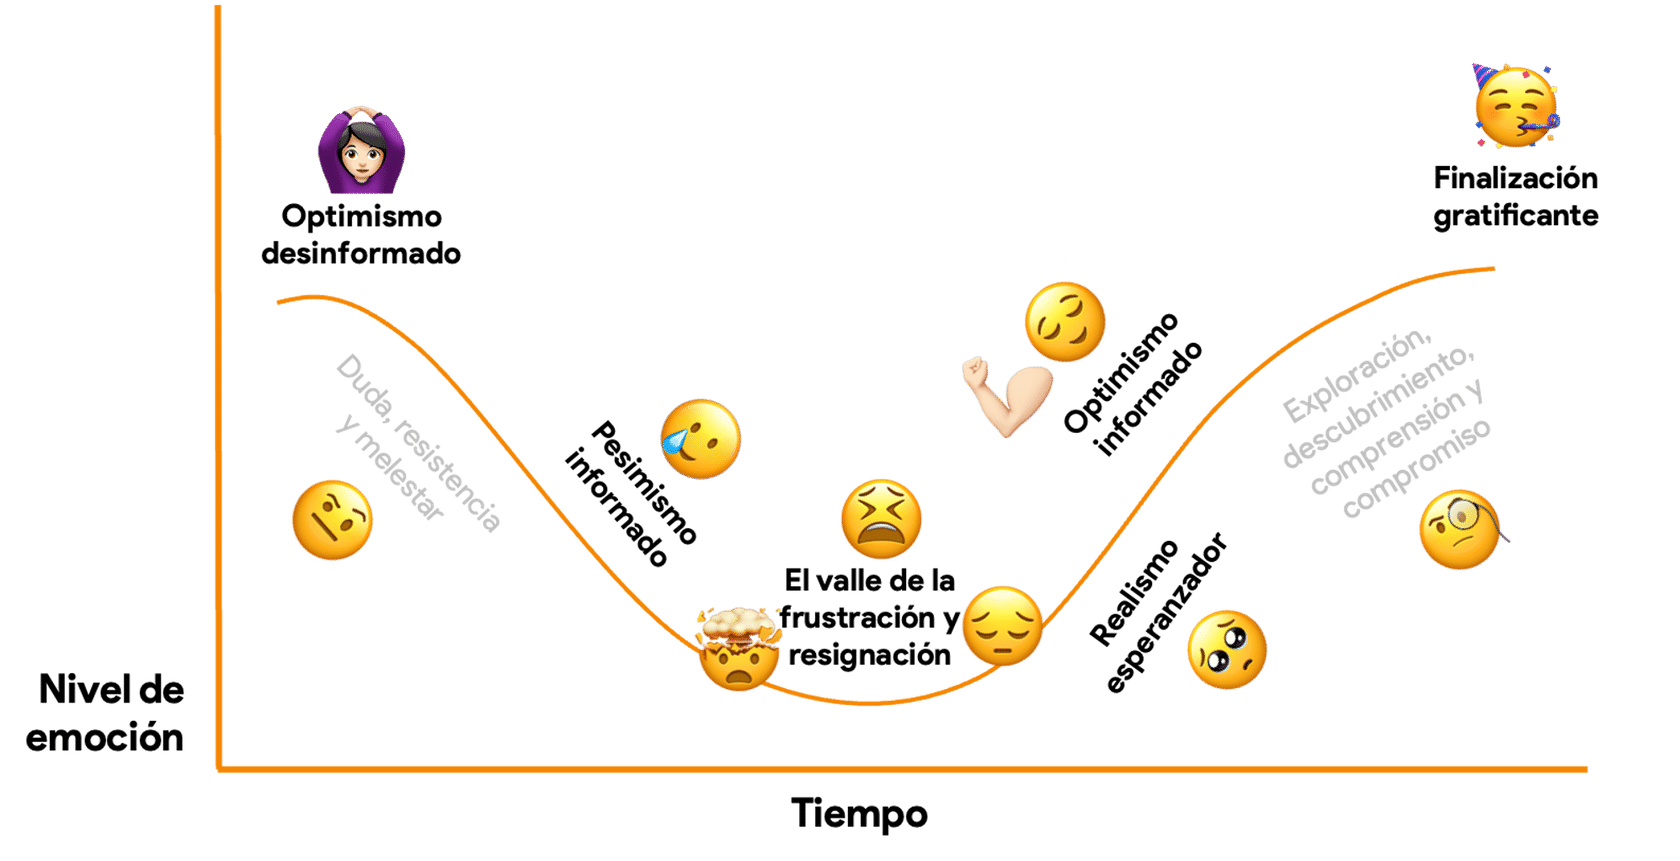 Optimismo
desinformado
Duda, resistencia
y melestar
Pesimismo
informado
El valle de la
frustración y
resignación
Optimismo
informado
Realismo
esperanzador
Finalización
gratificante
Exploración,
descubrimiento,
comprensión y
compromiso
Nivel de
emoción
Tiempo